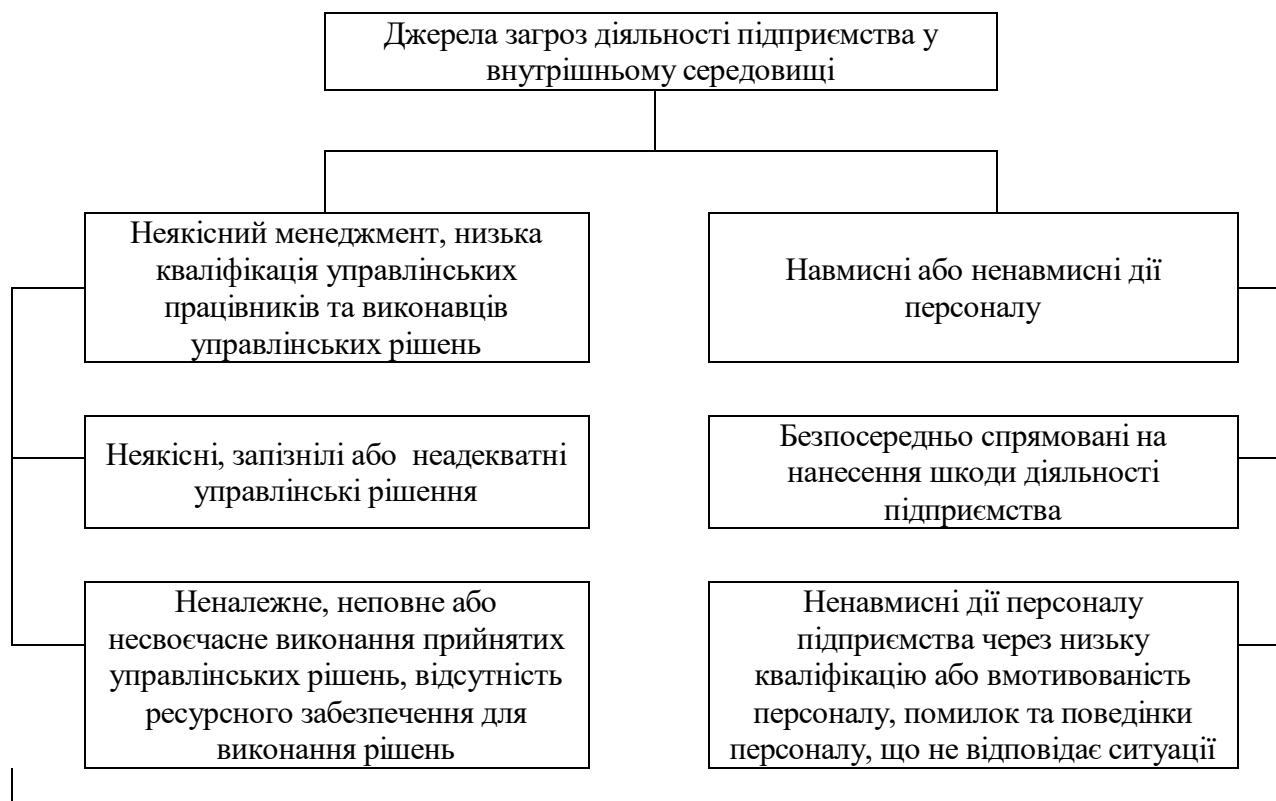 Джерела загроз діяльності підприємства у
внутрішньому середовищі
Неякісний менеджмент, низька
кваліфікація управлінських
працівників та виконавців
управлінських рішень
Навмисні або ненавмисні дії
персоналу
Неякісні, запізнілі або неадекватні
управлінські рішення
Безпосередньо спрямовані на
нанесення шкоди діяльності
підприємства
Неналежне, неповне або
несвоєчасне виконання прийнятих
управлінських рішень, відсутність
ресурсного забезпечення для
виконання рішень
Ненавмисні дії персоналу
підприємства через низьку
кваліфікацію або вмотивованість
персоналу, помилок та поведінки
персоналу, що не відповідає ситуації